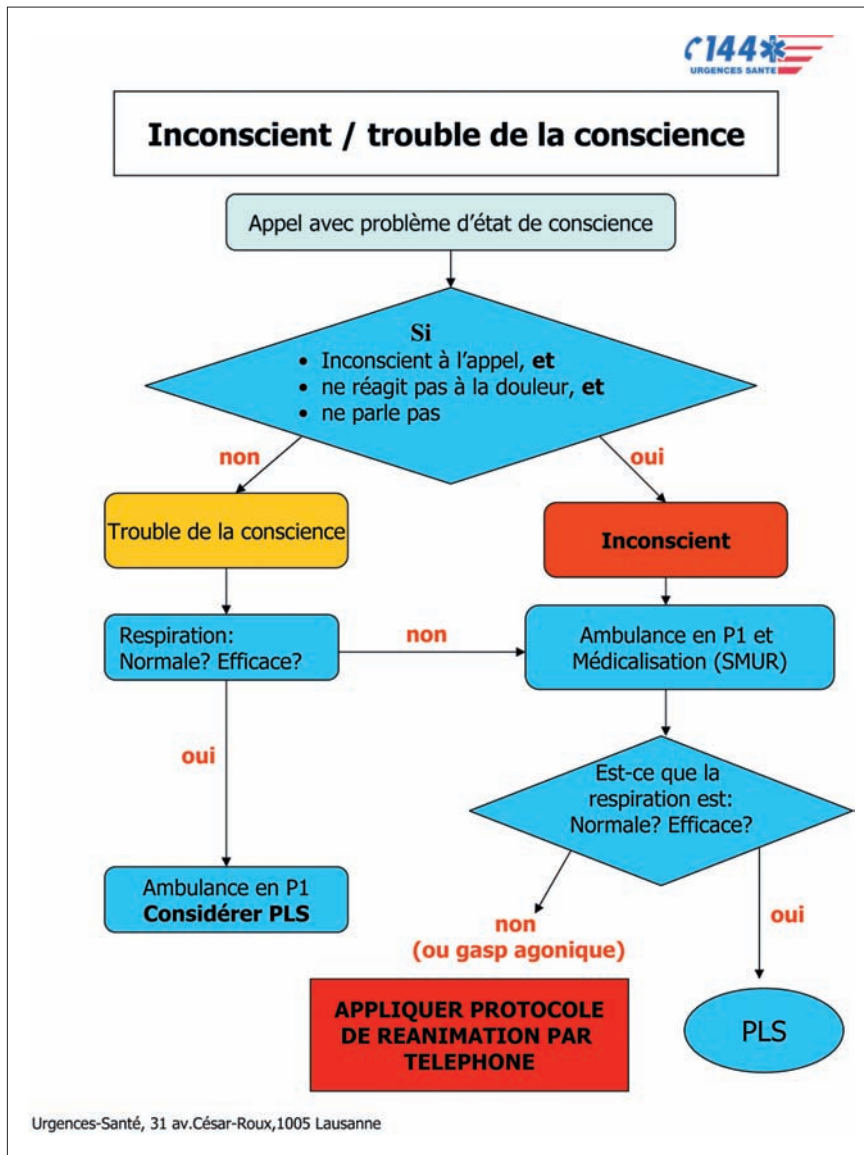 144
URGENCES SANTE
Inconscient / trouble de la conscience
Appel avec problème d’état de conscience
Si
• Inconscient à l’appel, et
• ne réagit pas à la douleur, et
• ne parle pas
non
oui
Trouble de la conscience
Inconscient
Respiration:
Normale? Efficace?
non
Ambulance en P1 et
Médicalisation (SMUR)
oui
Est-ce que la
respiration est:
Normale? Efficace?
Ambulance en P1
Considérer PLS
non
(ou gasp agonique)
oui
APPLIQUER PROTOCOLE
DE REANIMATION PAR
TELEPHONE
PLS
Urgences-Santé, 31 av.César-Roux,1005 Lausanne